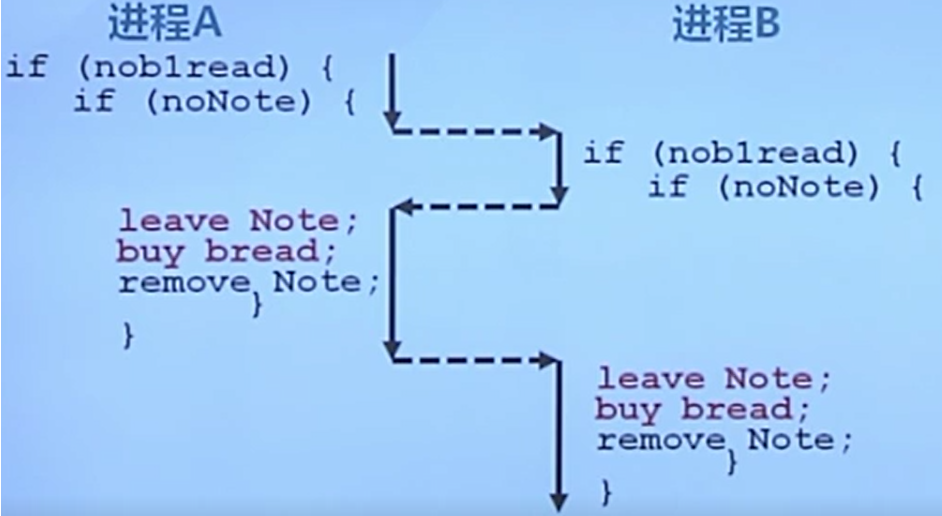 进程A
if (nob1read) {
if (noNote) {
leave Note;
buy bread;
remove Note;
}
}
进程B
if (nob1read) {
if (noNote) {
leave Note;
buy bread;
remove Note;
}
}